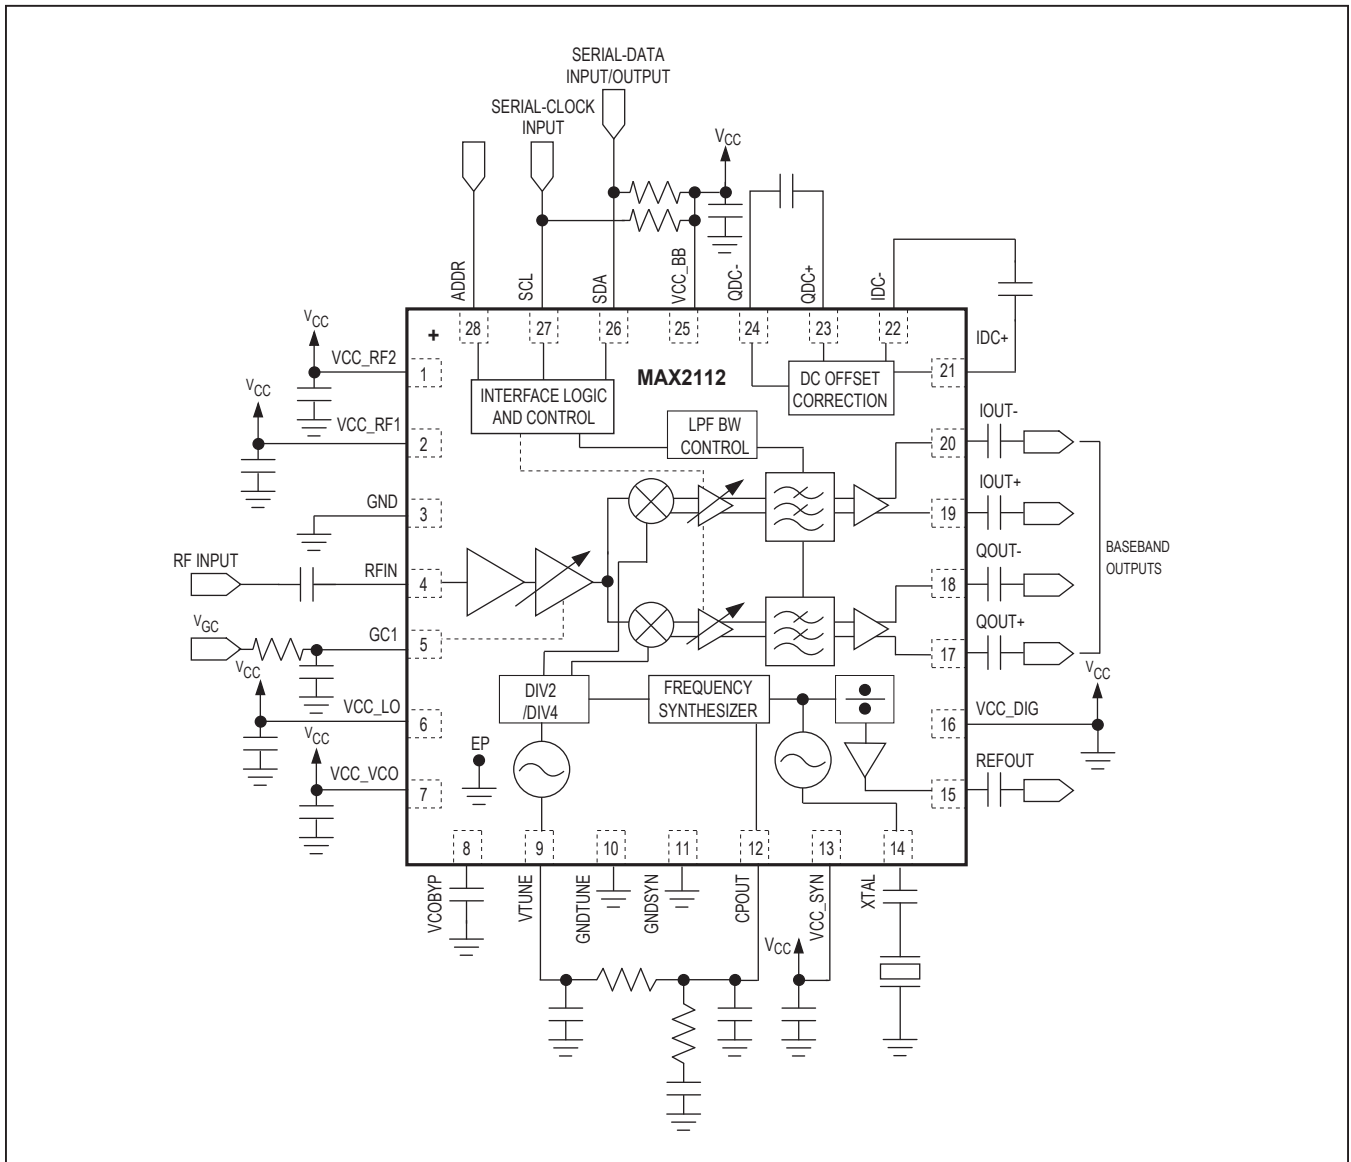 SERIAL-DATA
INPUT/OUTPUT
SERIAL-CLOCK
INPUT
VCC
ADDR
SCL
SDA
VCC_BB
QDC-
QDC+
IDC-
IDC+
28
27
26
25
24
23
22
+
MAX2112
INTERFACE LOGIC
AND CONTROL
DC OFFSET
CORRECTION
LPF BW
CONTROL
VCC
VCC_RF2
1
VCC
VCC_RF1
2
GND
3
RF INPUT
RFIN
4
VGC
GC1
5
VCC
VCC_LO
6
VCC
VCC_VCO
7
21
IOUT-
20
IOUT+
19
QOUT-
18
QOUT+
17
BASEBAND
OUTPUTS
VCC
VCC_DIG
16
REFOUT
15
DIV2
/DIV4
FREQUENCY
SYNTHESIZER
EP
8
9
10
11
12
13
14
VCOBYP
VTUNE
GNDTUNE
GNDSYN
CPOUT
VCC_SYN
XTAL
VCC